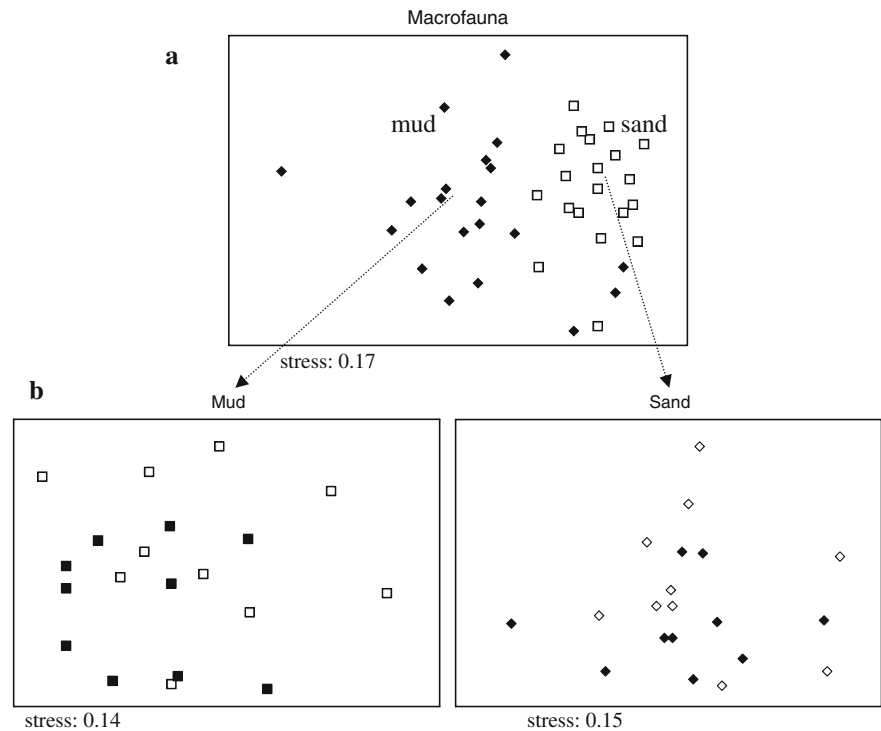 Macrofauna
a
mud
sand
stress: 0.17
b
Mud
Sand
stress: 0.14
stress: 0.15